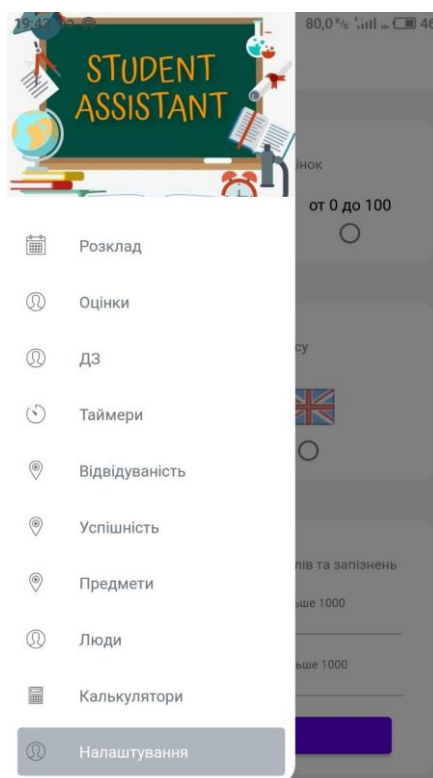 80,0 ᴷ/s
46
STUDENT
ASSISTANT
інок
от 0 до 100
Розклад
Оцінки
ДЗ
су
Таймери
Відвідуваність
Успішність
лів та запізнень
Предмети
ьше 1000
Люди
ьше 1000
Калькулятори
Налаштування